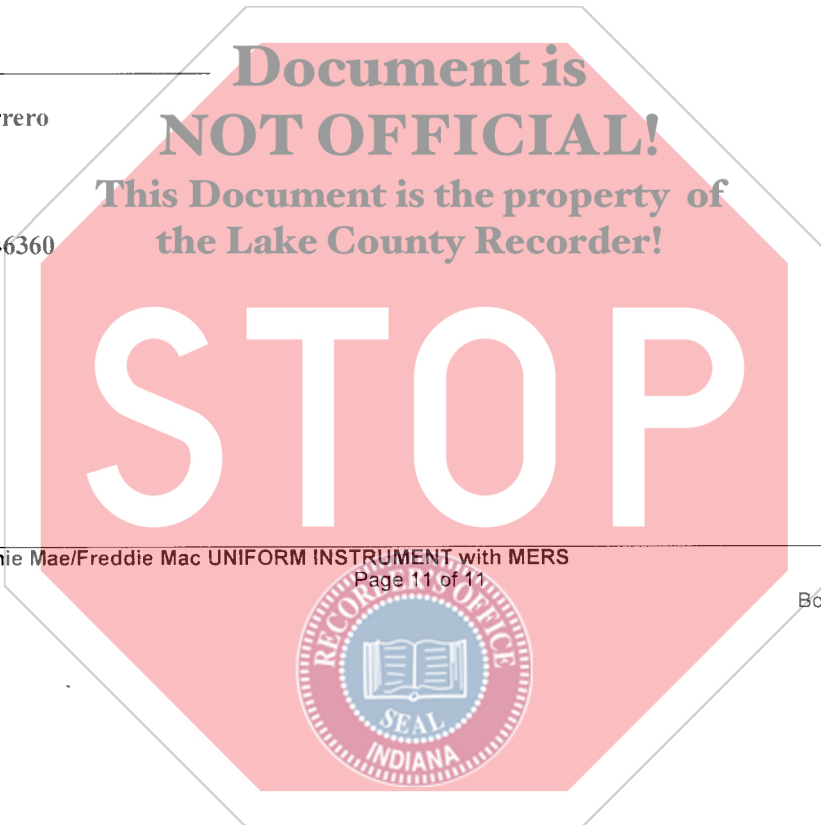 Document is
rrero
NOT OFFICIAL!
This Document is the property of
6360
the Lake County Recorder!
STOP
nie Mae/Freddie Mac UNIFORM INSTRUMENT with MERS
Page 11 of 11
Bo
RECORDER'S OFFICE
SEAL
INDIANA